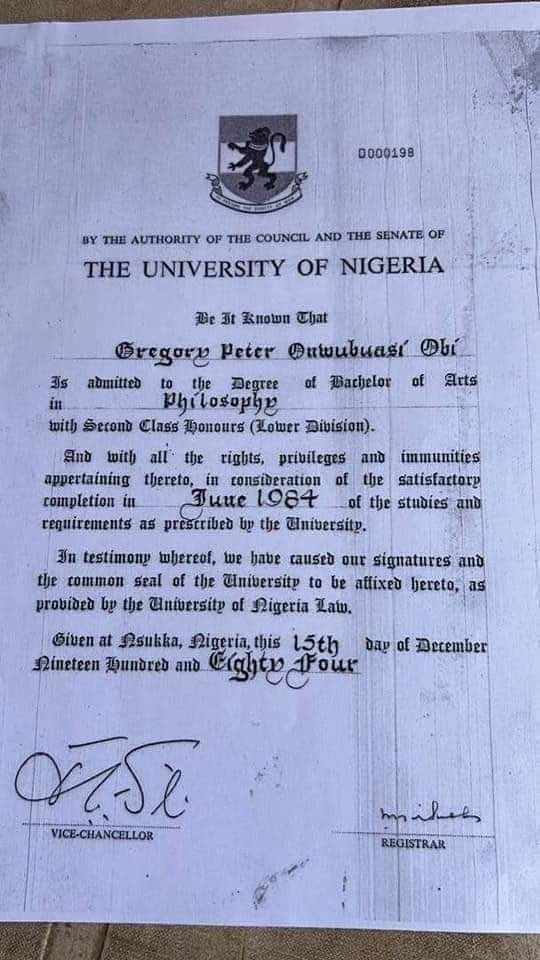 0000198
BY THE AUTHORITY OF THE COUNCIL AND THE SENATE OF
THE UNIVERSITY OF NIGERIA
Be It Known That
Gregory Peter Onwubuasi Obi
Is admitted to the Degree of Bachelor of Arts
in Philosophy
with Second Class Honours (Lower Division).
And with all the rights, privileges and immunities
appertaining thereto, in consideration of the satisfactory
completion in June 1984 of the studies and
requirements as prescribed by the University.
In testimony whereof, we have caused our signatures and
the common seal of the University to be affixed hereto, as
provided by the University of Nigeria Law.
Given at Nsukka, Nigeria, this 15th day of December
Nineteen Hundred and Eighty Four
VICE-CHANCELLOR
REGISTRAR